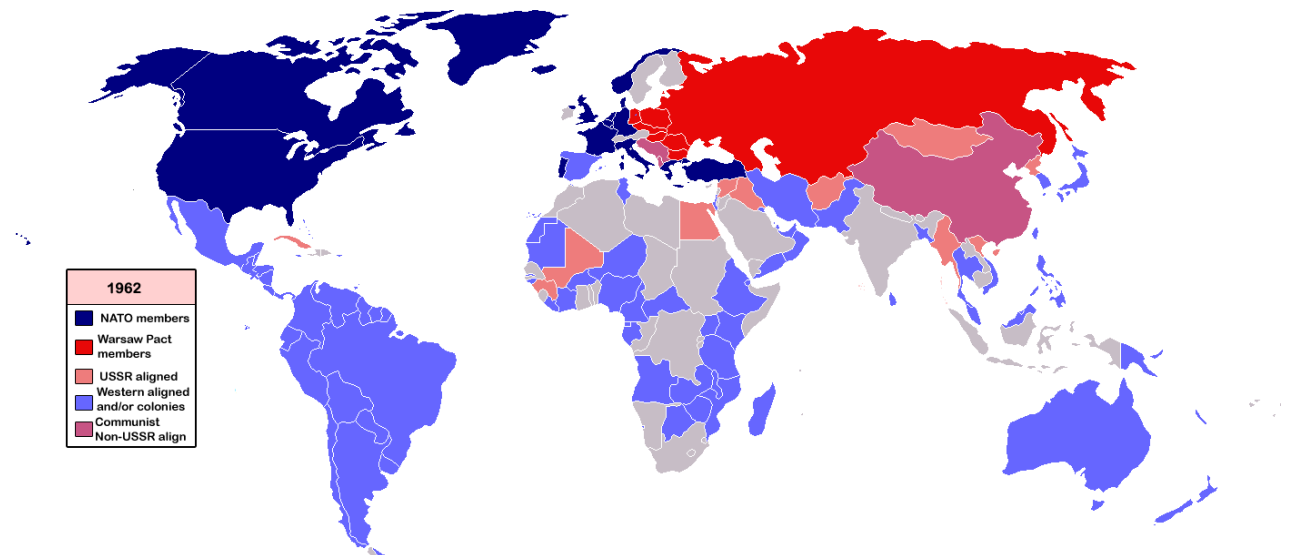 1962
NATO members
Warsaw Pact
members
USSR aligned
Western aligned
and/or colonies
Communist
Non-USSR align